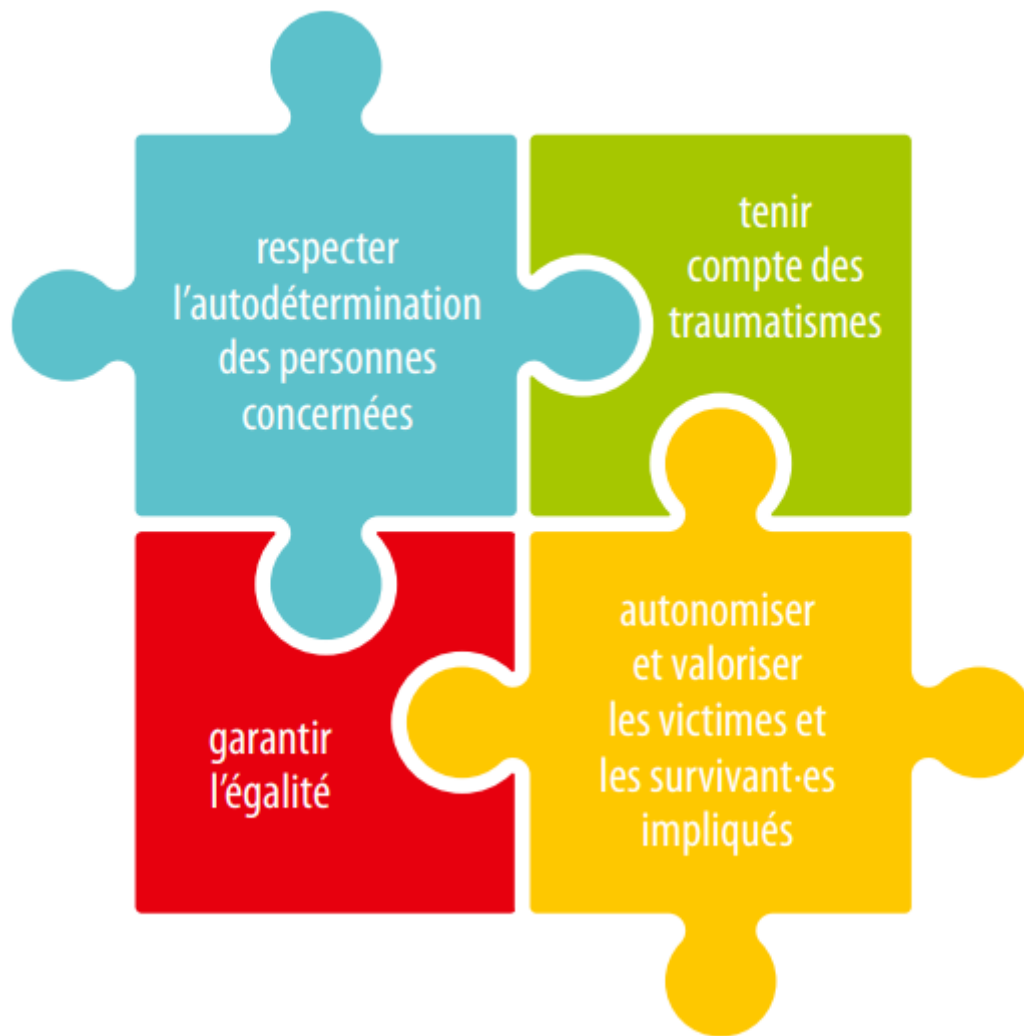 respecter
l’autodétermination
des personnes
concernées
tenir
compte des
traumatismes
garantir
l’égalité
autonomiser
et valoriser
les victimes et
les survivant·es
impliqués